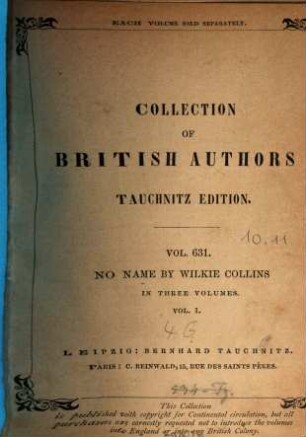 EACH VOLUME SOLD SEPARATELY.
COLLECTION
OF
BRITISH AUTHORS
TAUCHNITZ EDITION.
10.11
VOL. 631.
NO NAME BY WILKIE COLLINS
IN THREE VOLUMES.
VOL. I.
LEIPZIG: BERNHARD TAUCHNITZ.
PARIS: C. REINWALD, 15, RUE DES SAINTS PÈRES.
This Collection
is published with copyright for Continental circulation, but all
purchasers are earnestly requested not to introduce the volumes
into England or into any British Colony.